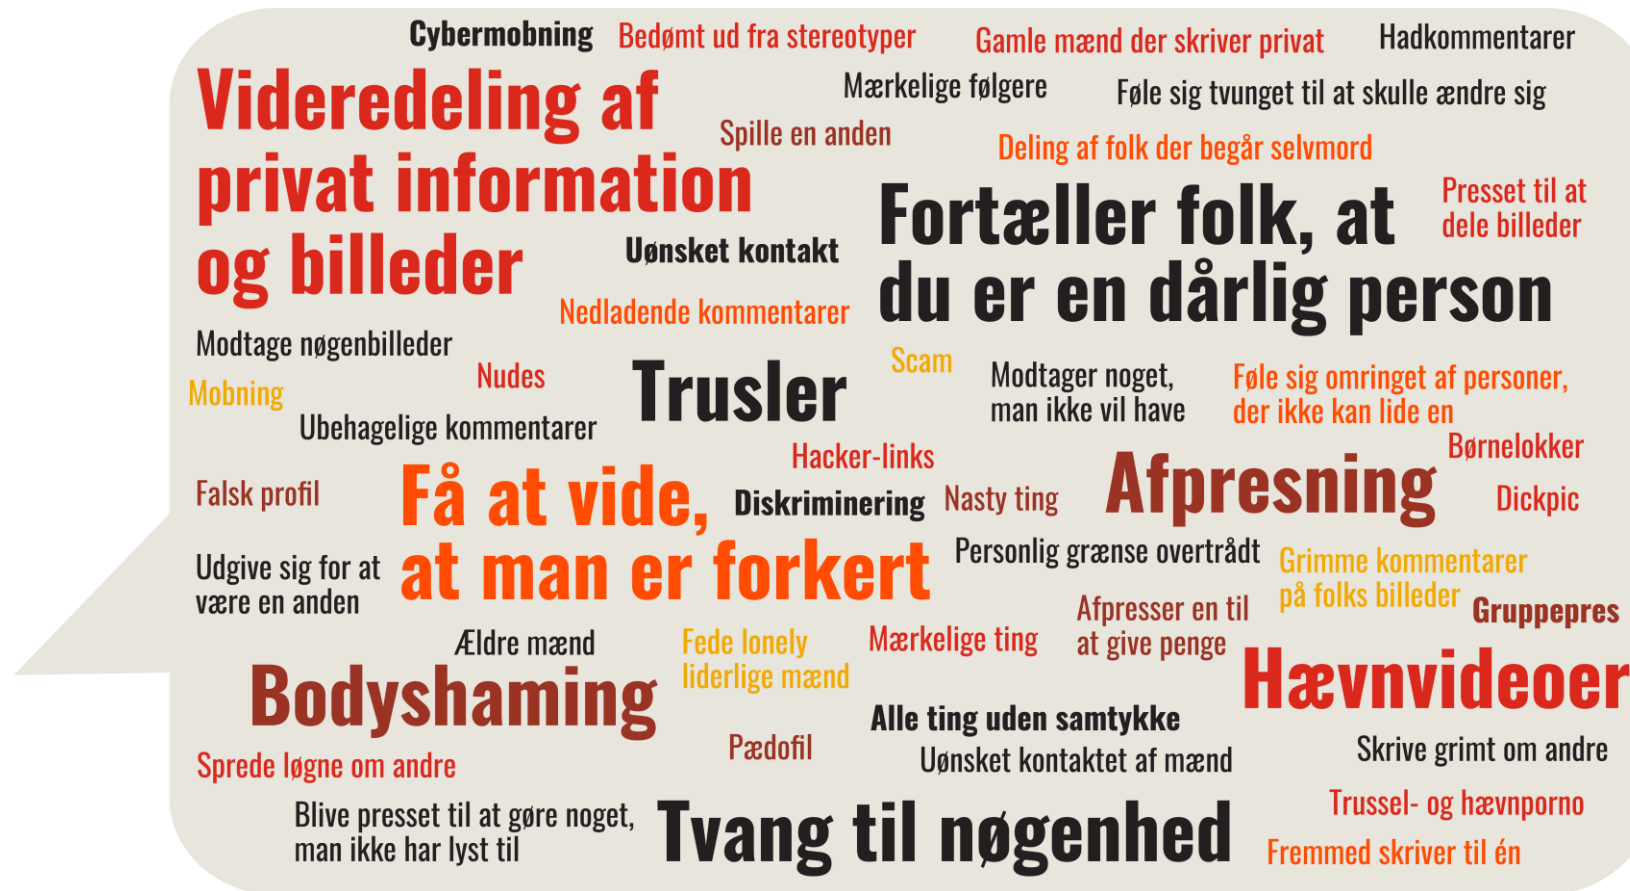 Cybermobning
Bedømt ud fra stereotyper
Gamle mænd der skriver privat
Hadkommentarer
Videredeling af
privat information
og billeder
Mærkelige følgere
Føle sig tvunget til at skulle ændre sig
Spille en anden
Deling af folk der begår selvmord
Fortæller folk, at
du er en dårlig person
Presset til at
dele billeder
Uønsket kontakt
Nedladende kommentarer
Modtage nøgenbilleder
Mobning
Nudes
Trusler
Scam
Modtager noget,
man ikke vil have
Føle sig omringet af personer,
der ikke kan lide en
Ubehagelige kommentarer
Hacker-links
Børnelokker
Afpresning
Falsk profil
Få at vide,
at man er forkert
Diskriminering
Nasty ting
Dickpic
Udgive sig for at
være en anden
Personlig grænse overtrådt
Grimme kommentarer
på folks billeder
Gruppepres
Afpresser en til
at give penge
Ældre mænd
Fede lonely
liderlige mænd
Mærkelige ting
Hævnvideoer
Bodyshaming
Alle ting uden samtykke
Pædofil
Uønsket kontaktet af mænd
Skrive grimt om andre
Sprede løgne om andre
Blive presset til at gøre noget,
man ikke har lyst til
Tvang til nøgenhed
Trussel- og hævnporno
Fremmed skriver til én